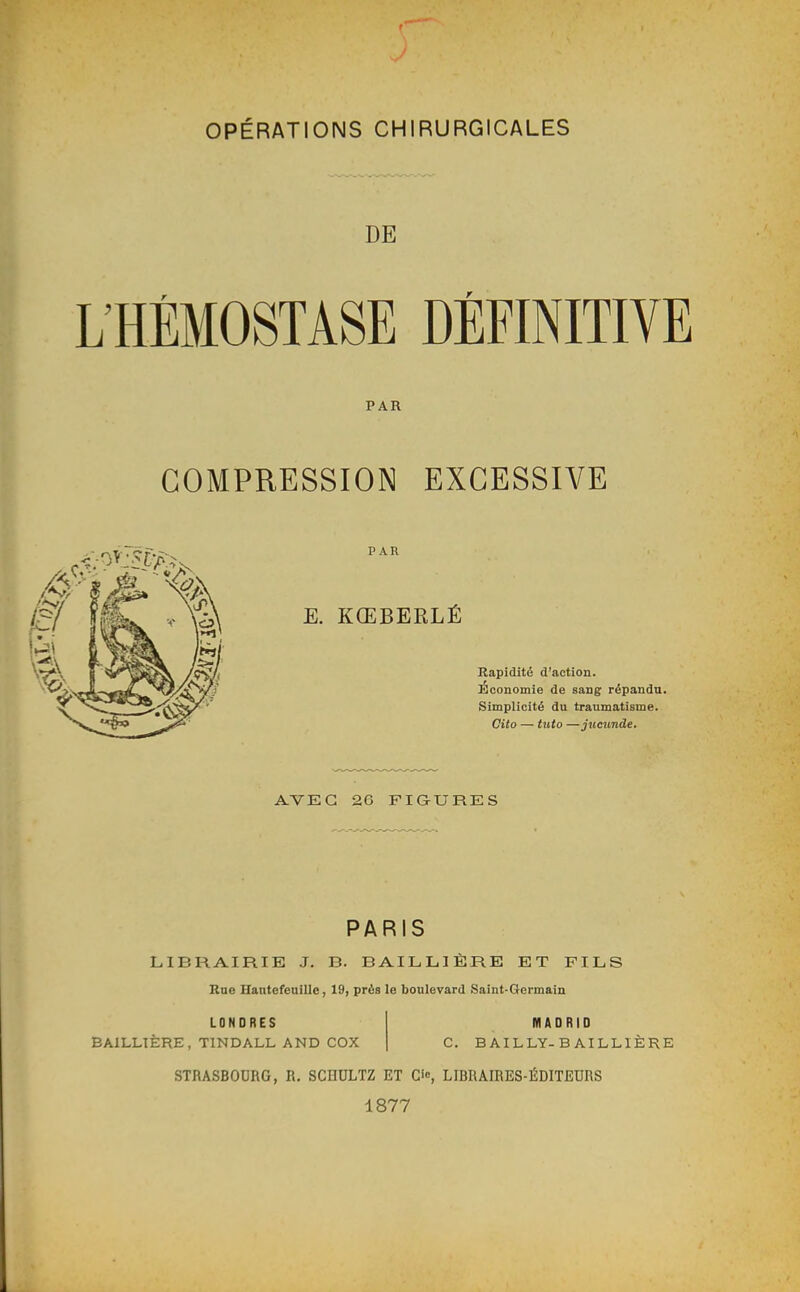 OPÉRATIONS CHIRURGICALES
DE
L'HÉMOSTASE DÉFINITIVE
PAR
COMPRESSION EXCESSIVE
PAR
E. KŒBERLÉ
Rapidité d'action.
Économie de sang répandu.
Simplicité du traumatisme.
Cito — tuto — jucunde.
AVEC 26 FIGURES
PARIS
LIBRAIRIE J. B. BAILLIÈRE ET FILS
Rue Hautefeuille, 19, près le boulevard Saint-Germain
LONDRES
BAILLIÈRE, TINDALL AND COX
MADRID
C. BAILLY-BAILLIÈRE
STRASBOURG, R. SCHULTZ ET Cie, LIBRAIRES-ÉDITEURS
1877